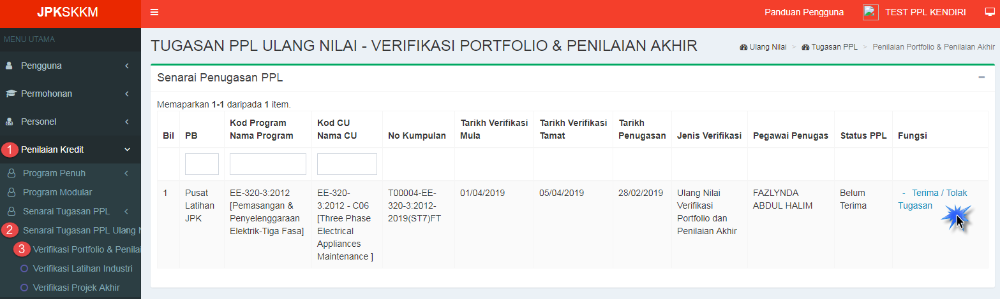 JPKSKKM
Panduan Pengguna
TEST PPL KENDIRI
MENU UTAMA
Pengguna
Permohonan
Personel
1 Penilaian Kredit
Program Penuh
Program Modular
Senarai Tugasan PPL
2 Senarai Tugasan PPL Ulang N
3 Verifikasi Portfolio & Penilai
Verifikasi Latihan Industri
Verifikasi Projek Akhir
TUGASAN PPL ULANG NILAI - VERIFIKASI PORTFOLIO & PENILAIAN AKHIR
Ulang Nilai > Tugasan PPL > Penilaian Portfolio & Penilaian Akhir
Senarai Penugasan PPL
Memaparkan 1-1 daripada 1 item.
Bil
PB
Kod Program
Nama Program
Kod CU
Nama CU
No Kumpulan
Tarikh Verifikasi
Mula
Tarikh Verifikasi
Tamat
Tarikh
Penugasan
Jenis Verifikasi
Pegawai Penugas
Status PPL
Fungsi
1
Pusat
Latihan
JPK
EE-320-3:2012
[Pemasangan &
Penyelenggaraan
Elektrik-Tiga Fasa]
EE-320-
3:2012 - C06
[Three Phase
Electrical
Appliances
Maintenance ]
T00004-EE-
320-3:2012-
2019(ST7)FT
01/04/2019
05/04/2019
28/02/2019
Ulang Nilai
Verifikasi
Portfolio dan
Penilaian Akhir
FAZLYNDA
ABDUL HALIM
Belum
Terima
- Terima / Tolak
Tugasan